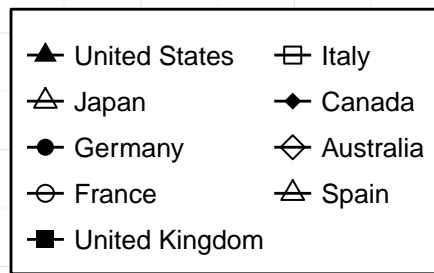 United States
Japan
Germany
France
United Kingdom
Italy
Canada
Australia
Spain